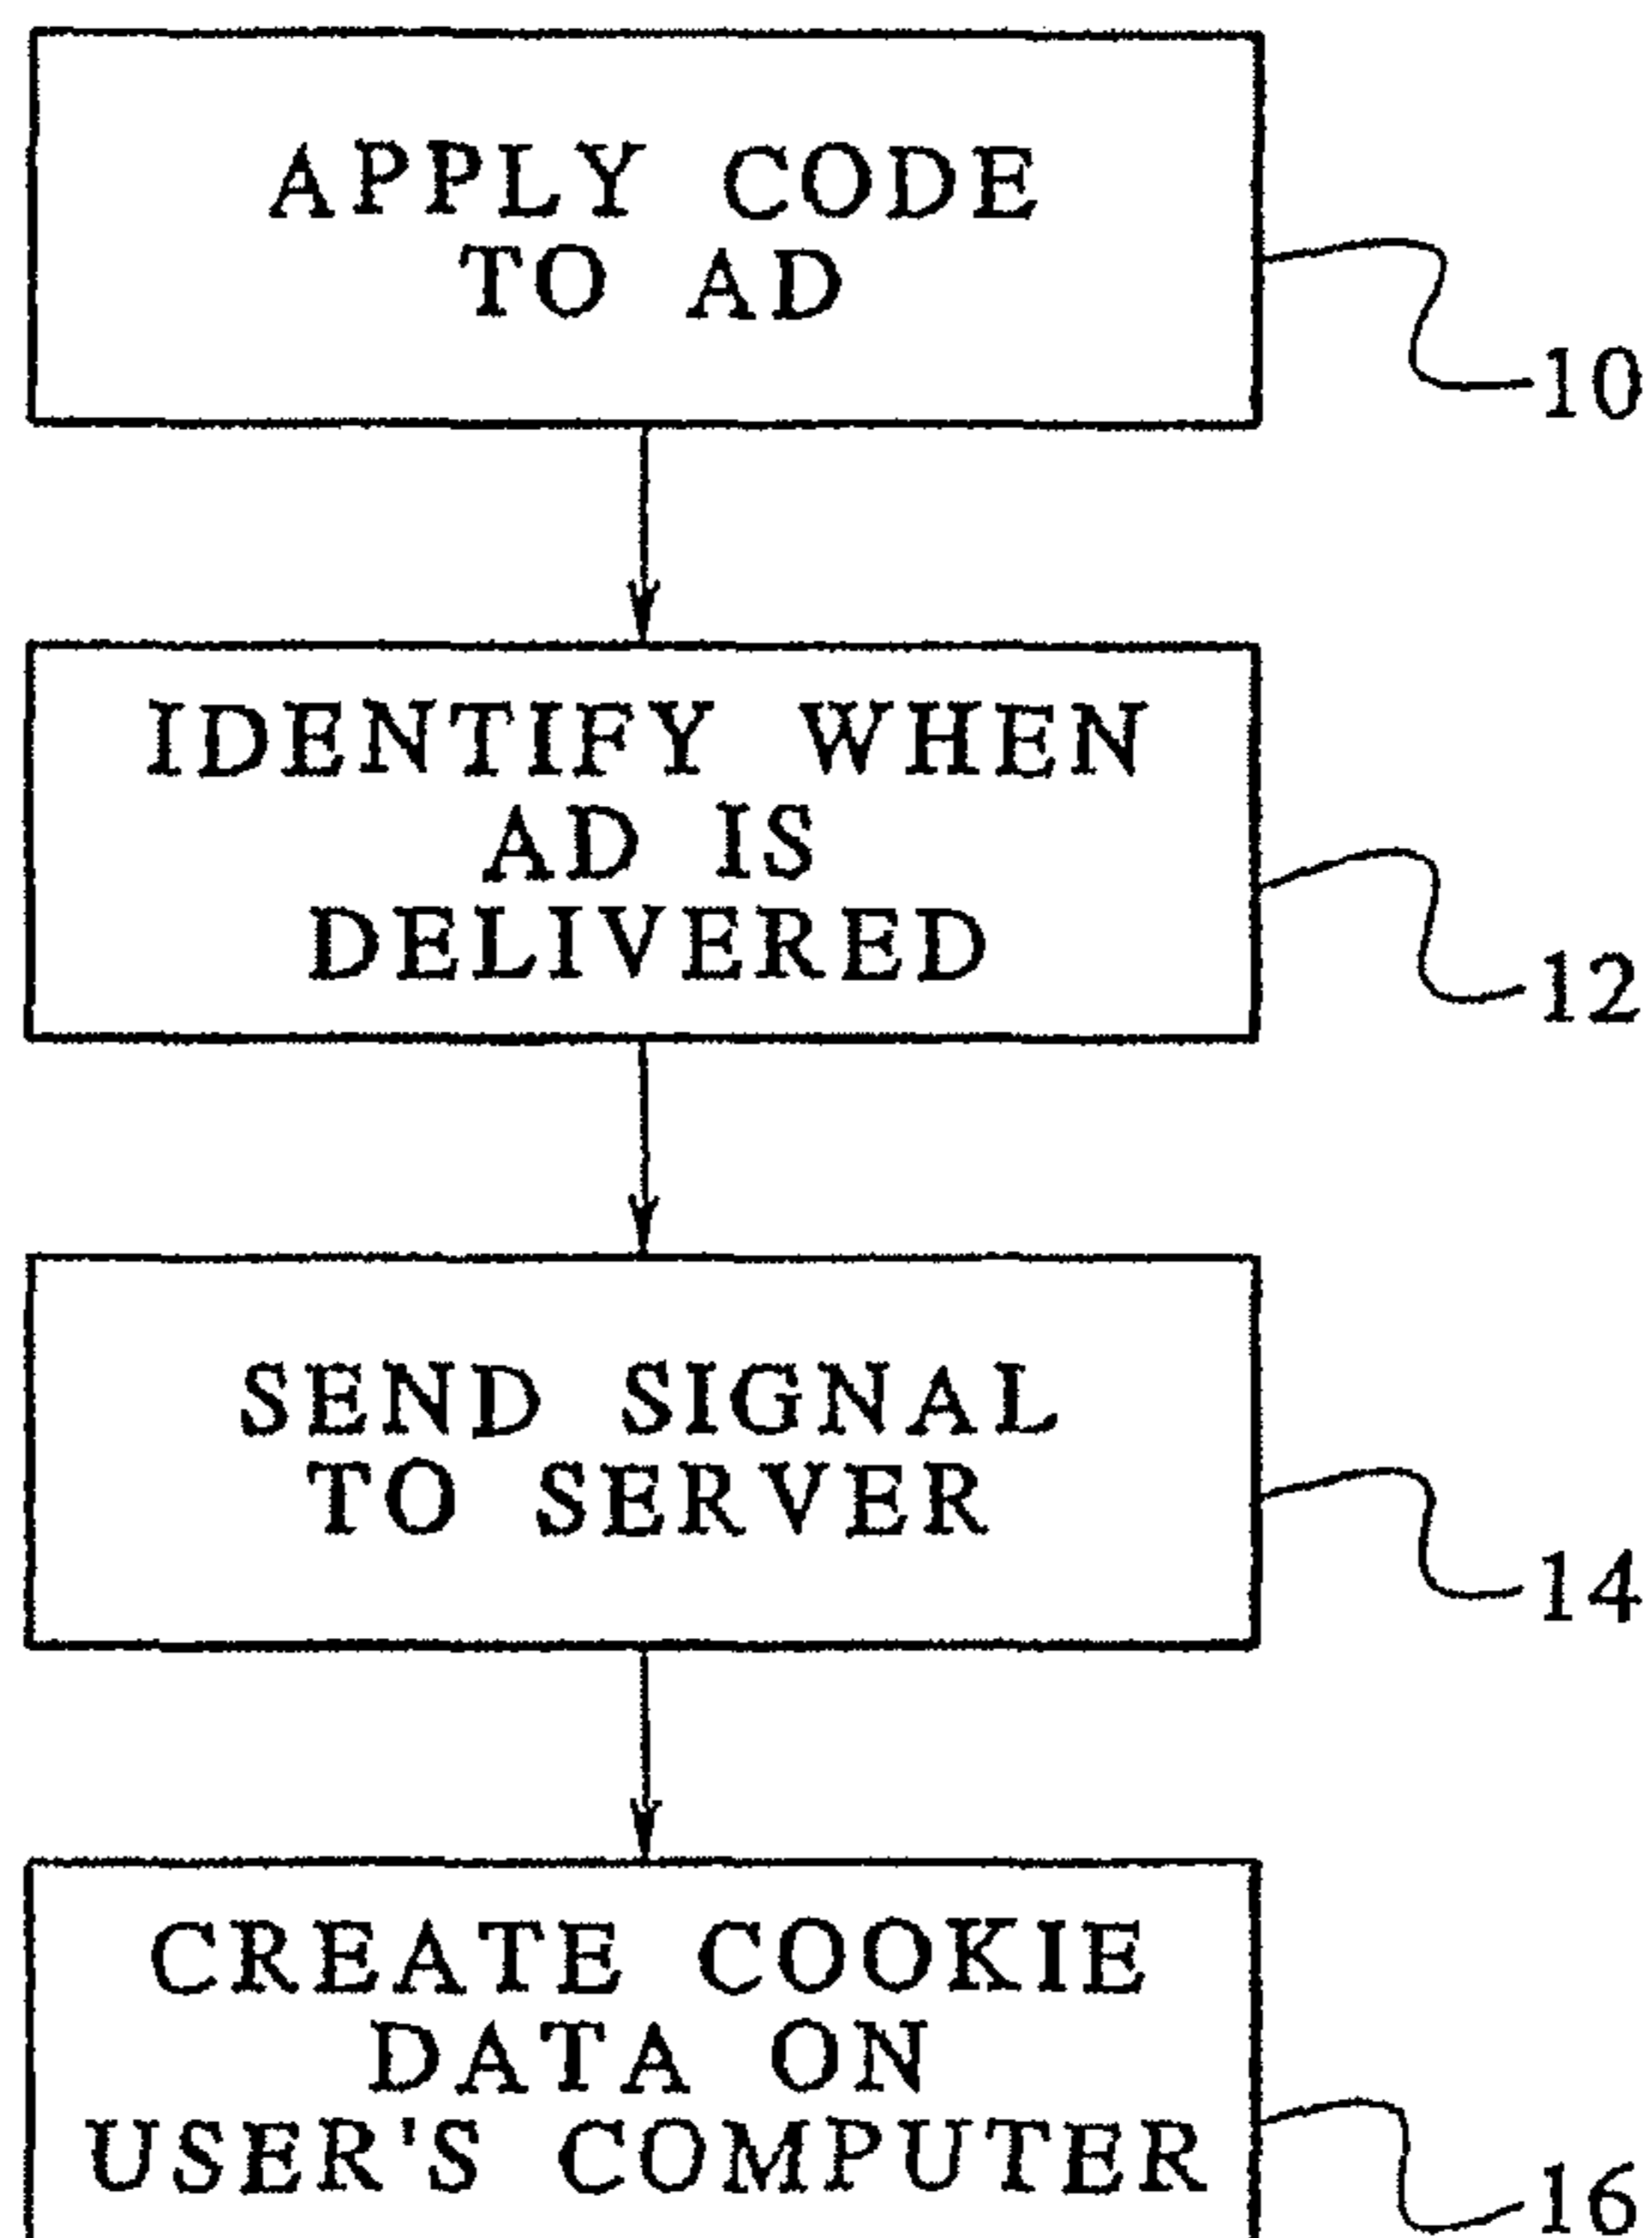 APPLY CODE
TO AD
10
IDENTIFY WHEN
AD IS
DELIVERED
12
SEND SIGNAL
TO SERVER
14
CREATE COOKIE
DATA ON
USER'S COMPUTER
16